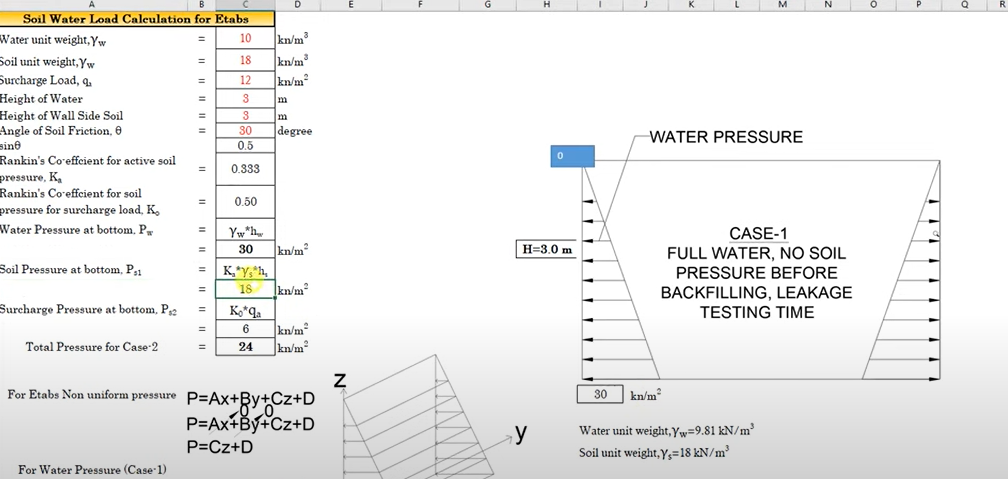 A B C D E F G H I J K L M N O P Q R
Soil Water Load Calculation for Etabs
Water unit weight,γw = 10 kn/m³
Soil unit weight,γw = 18 kn/m³
Surcharge Load, qₐ = 12 kn/m²
Height of Water = 3 m
Height of Wall Side Soil = 3 m
Angle of Soil Friction, θ = 30 degree
sinθ = 0.5
Rankin's Co-effcient for active soil
pressure, Kₐ = 0.333
Rankin's Co-effcient for soil
pressure for surcharge load, Kₒ = 0.50
Water Pressure at bottom, Pw = γw*hw
= 30 kn/m²
Soil Pressure at bottom, Ps1 = Kₐ*γs*hs
= 18 kn/m²
Surcharge Pressure at bottom, Ps2 = K₀*qₐ
= 6 kn/m²
Total Pressure for Case-2 = 24 kn/m²
For Etabs Non uniform pressure P=Ax+By+Cz+D
0 0
P=Ax+By+Cz+D
P=Cz+D
For Water Pressure (Case-1)
z
y
WATER PRESSURE
0
H=3.0 m
CASE-1
FULL WATER, NO SOIL
PRESSURE BEFORE
BACKFILLING, LEAKAGE
TESTING TIME
30 kn/m²
Water unit weight,γw=9.81 kN/m³
Soil unit weight,γs=18 kN/m³